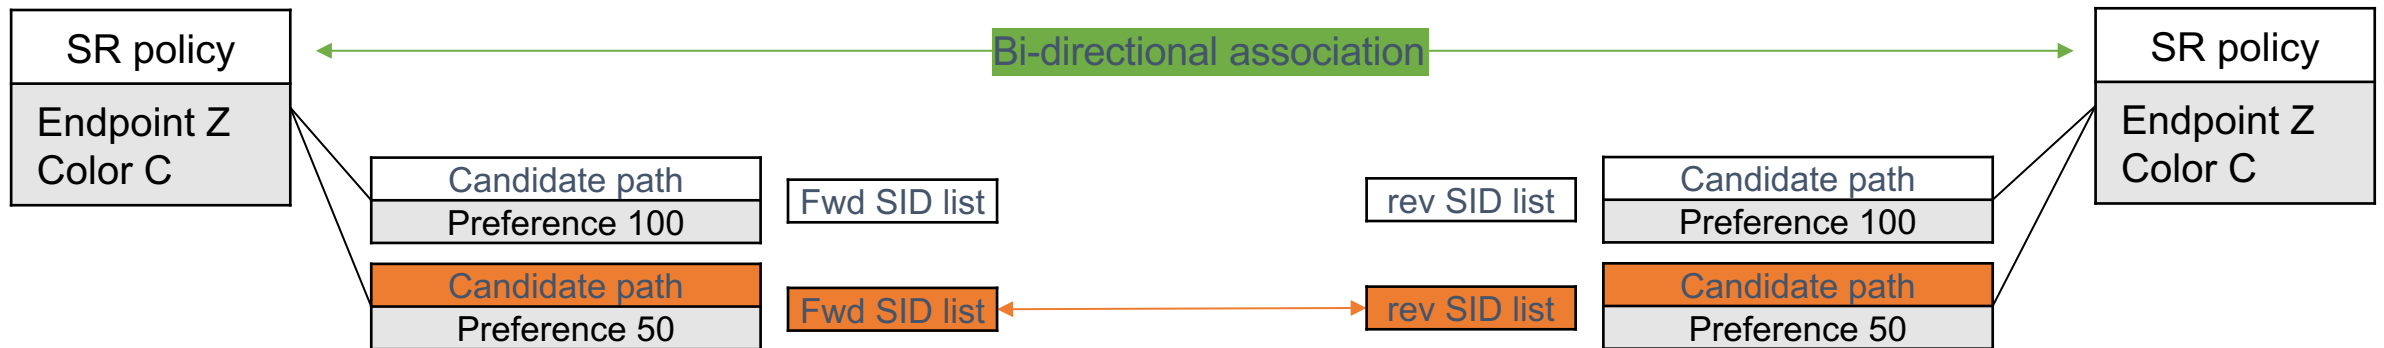 SR policy
Endpoint Z
Color C
Bi-directional association
SR policy
Endpoint Z
Color C
Candidate path
Preference 100
Fwd SID list
rev SID list
Candidate path
Preference 100
Candidate path
Preference 50
Fwd SID list
rev SID list
Candidate path
Preference 50